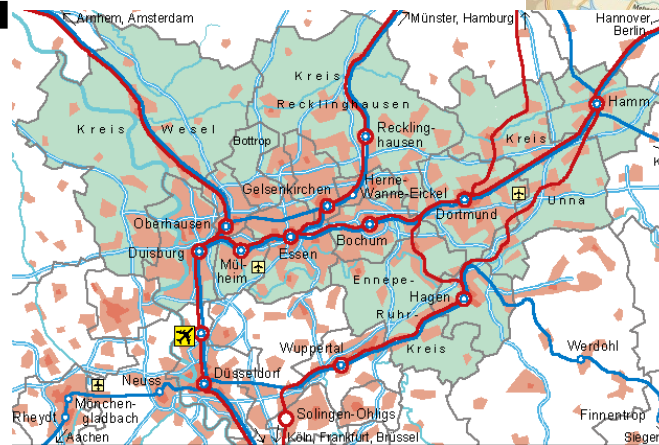 Arnhem, Amsterdam
Münster, Hamburg
Hannover,
Berlin
Kreis
Recklinghausen
Hamm
Kreis Wesel
Bottrop
Reckling-
hausen
Kreis
Unna
Gelsenkirchen
Herne-
Wanne-Eickel
Oberhausen
Dortmund
Duisburg
Mül-
heim
Essen
Bochum
Ennepe-
Ruhr-
Kreis
Hagen
Wuppertal
Werdohl
Düsseldorf
Neuss
Mönchen-
gladbach
Rheydt
Solingen-Ohligs
Finnentrop
Aachen
Köln, Frankfurt, Brüssel